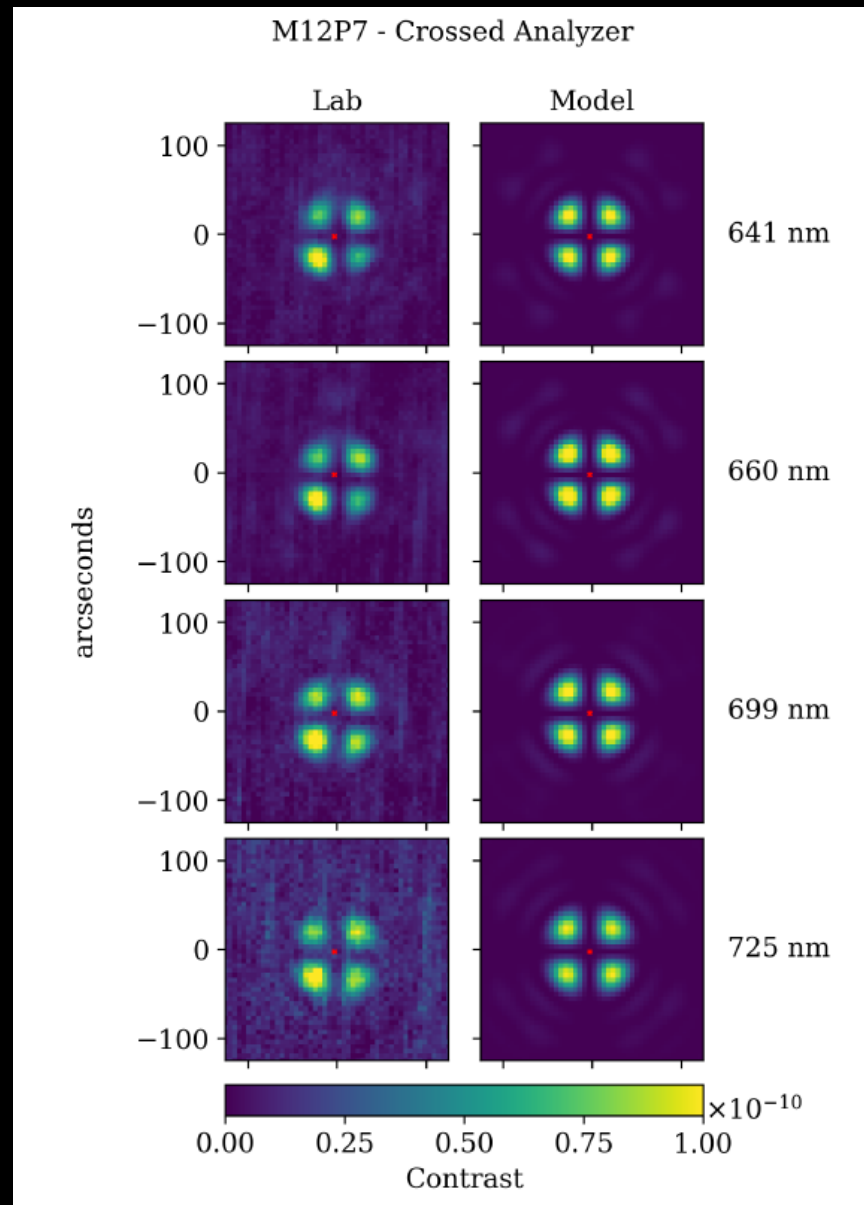 M12P7 - Crossed Analyzer
Lab Model
100
0
−100
641 nm
100
0
−100
660 nm
arcseconds
100
0
−100
699 nm
100
0
−100
725 nm
×10⁻¹⁰
0.00 0.25 0.50 0.75 1.00
Contrast